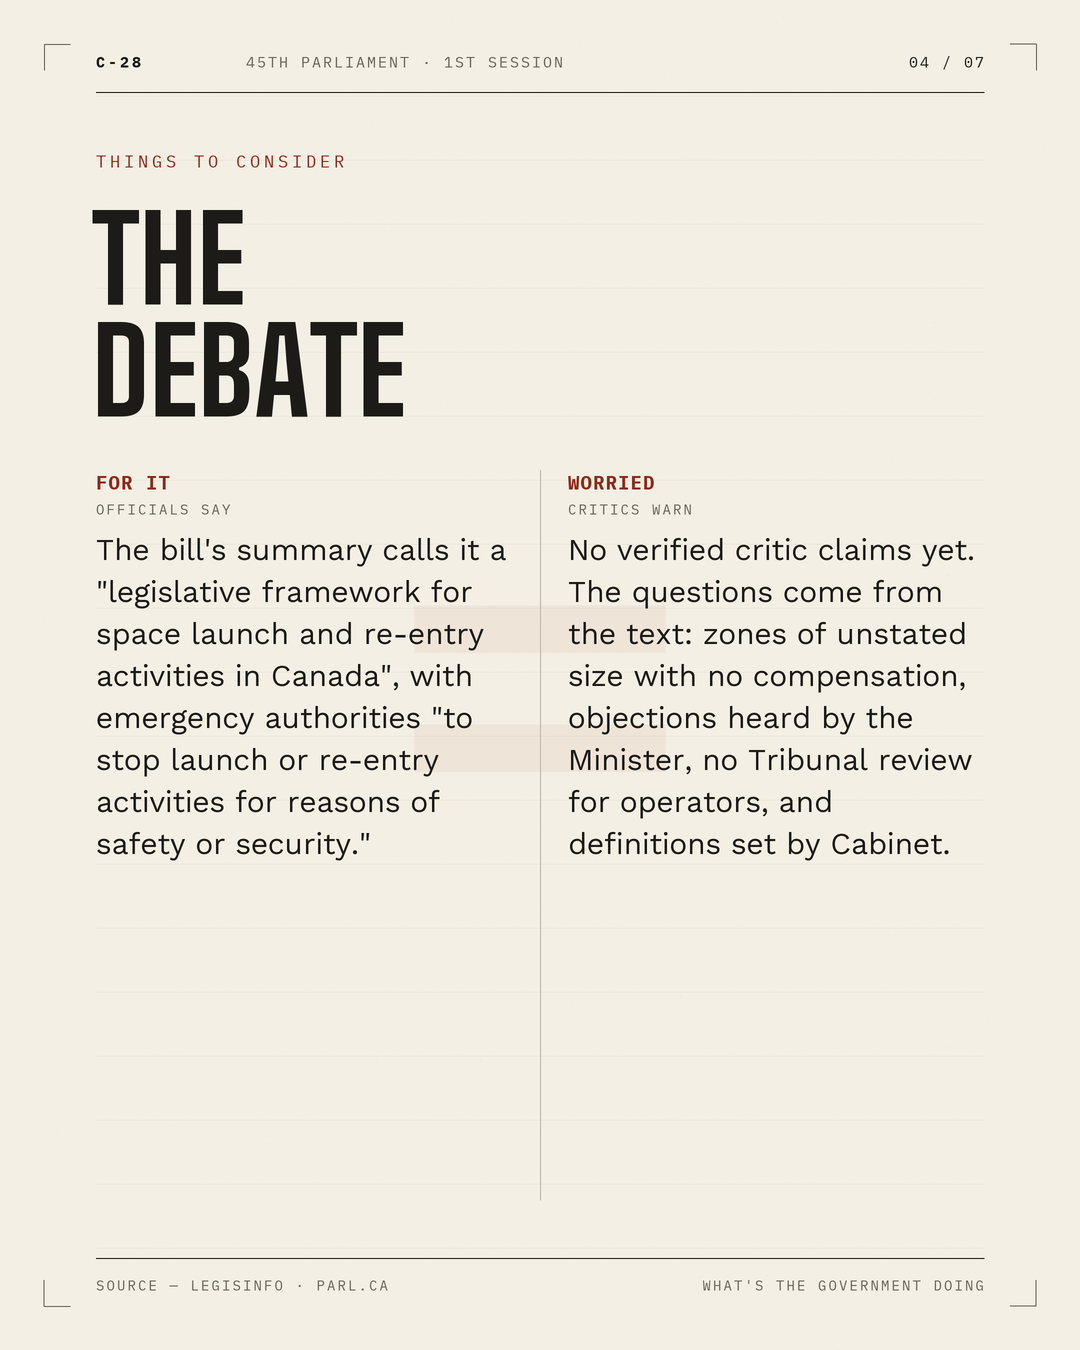 C-28
45TH PARLIAMENT · 1ST SESSION
04 / 07
THINGS TO CONSIDER
THE
DEBATE
FOR IT
OFFICIALS SAY
The bill's summary calls it a
"legislative framework for
space launch and re-entry
activities in Canada", with
emergency authorities "to
stop launch or re-entry
activities for reasons of
safety or security."
WORRIED
CRITICS WARN
No verified critic claims yet.
The questions come from
the text: zones of unstated
size with no compensation,
objections heard by the
Minister, no Tribunal review
for operators, and
definitions set by Cabinet.
SOURCE — LEGISINFO · PARL.CA
WHAT'S THE GOVERNMENT DOING